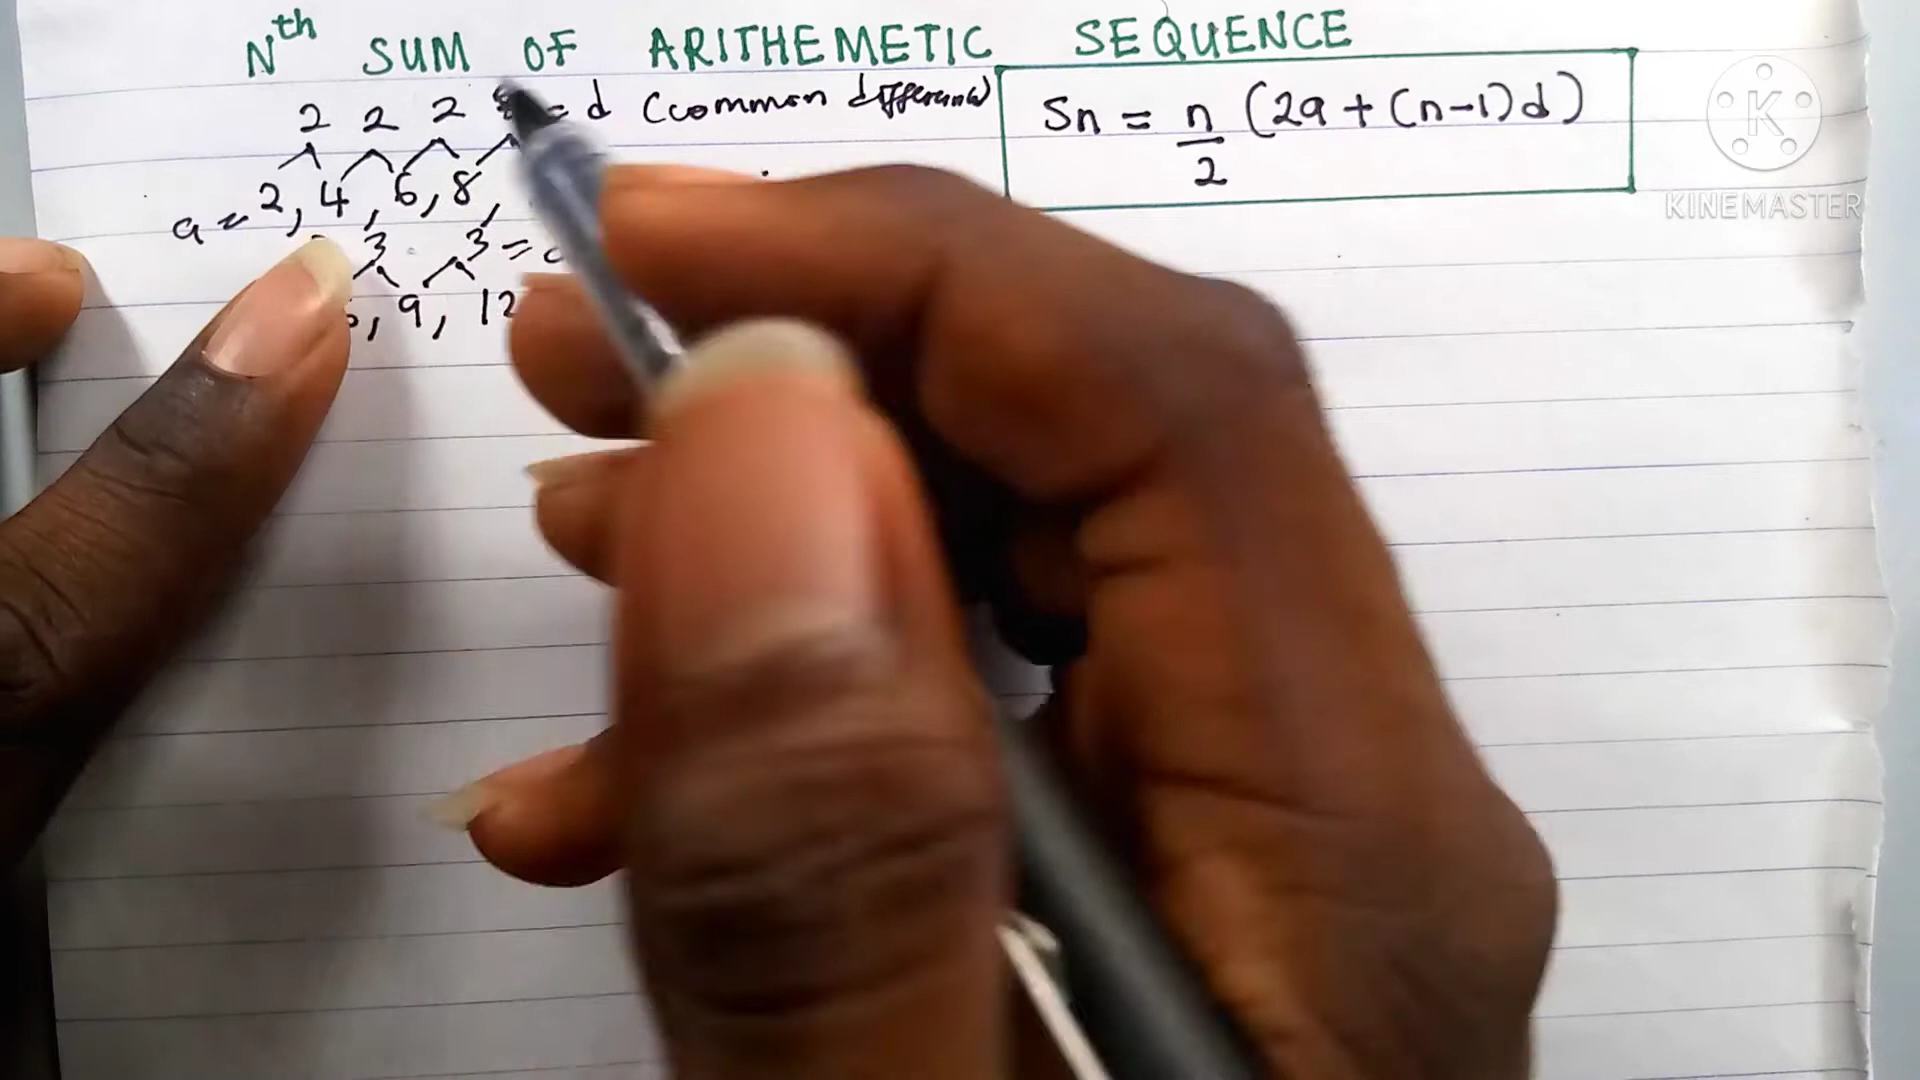 Nth SUM OF ARITHEMETIC SEQUENCE
2 2 2 = d (common difference)
Sn = n/2 (2a + (n-1)d)
a = 2, 4, 6, 8,
3 3 =
, 9, 12
KINEMASTER